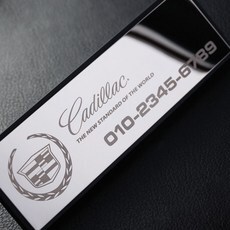 Cadillac.
THE NEW STANDARD OF THE WORLD
010-2345-6789